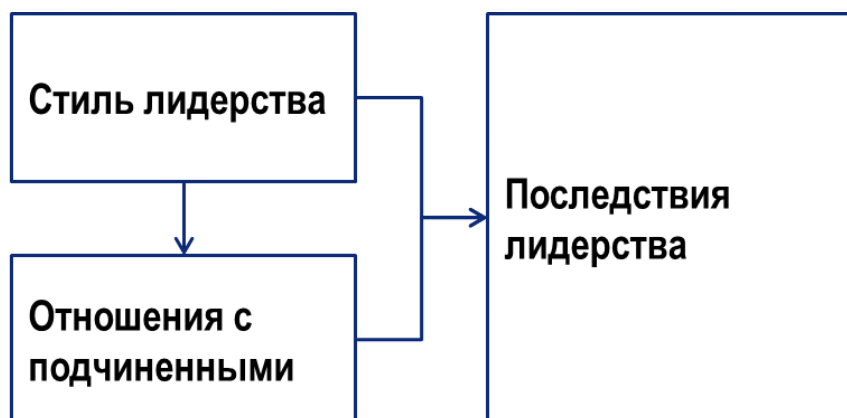 Стиль лидерства
Отношения с
подчиненными
Последствия
лидерства